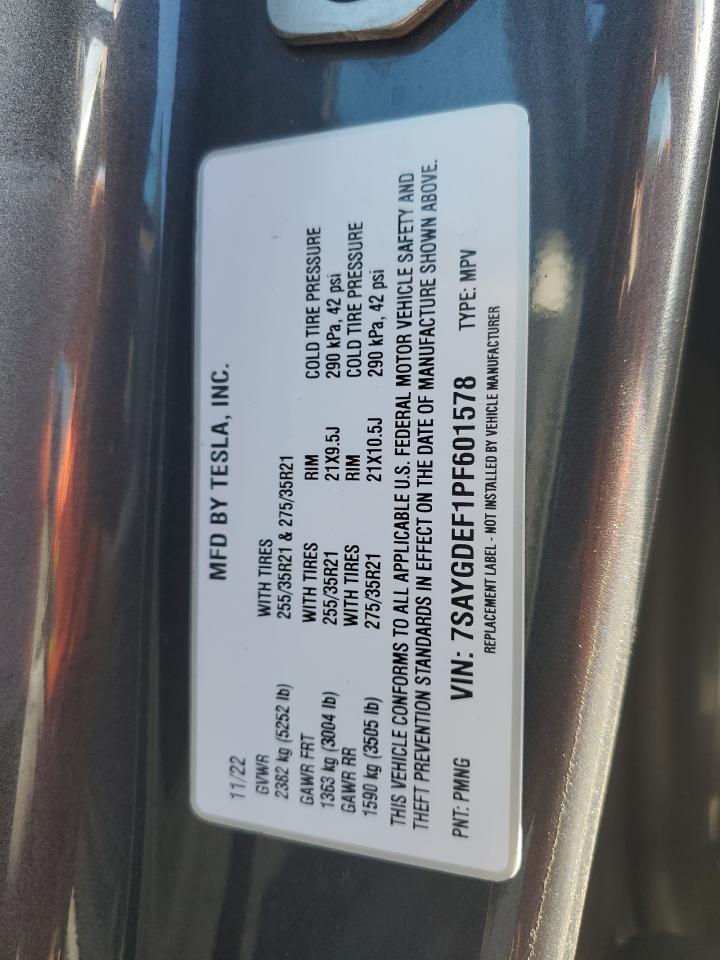 MFD BY TESLA, INC.
11/22
GVWR WITH TIRES
2382 kg (5252 lb) 255/35R21 & 275/35R21
GAWR FRT WITH TIRES RIM COLD TIRE PRESSURE
1363 kg (3004 lb) 255/35R21 21X9.5J 290 kPa, 42 psi
GAWR RR WITH TIRES RIM COLD TIRE PRESSURE
1590 kg (3505 lb) 275/35R21 21X10.5J 290 kPa, 42 psi
THIS VEHICLE CONFORMS TO ALL APPLICABLE U.S. FEDERAL MOTOR VEHICLE SAFETY AND
THEFT PREVENTION STANDARDS IN EFFECT ON THE DATE OF MANUFACTURE SHOWN ABOVE.
PNT: PMNG VIN: 7SAYGDEF1PF601578 TYPE: MPV
REPLACEMENT LABEL - NOT INSTALLED BY VEHICLE MANUFACTURER